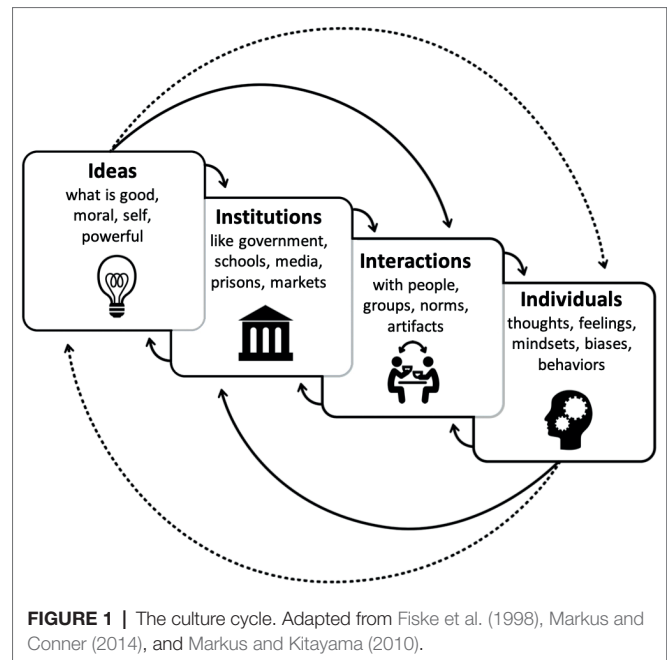 Ideas
what is good,
moral, self,
powerful
Institutions
like government,
schools, media,
prisons, markets
Interactions
with people,
groups, norms,
artifacts
Individuals
thoughts, feelings,
mindsets, biases,
behaviors
FIGURE 1 | The culture cycle. Adapted from Fiske et al. (1998), Markus and
Conner (2014), and Markus and Kitayama (2010).